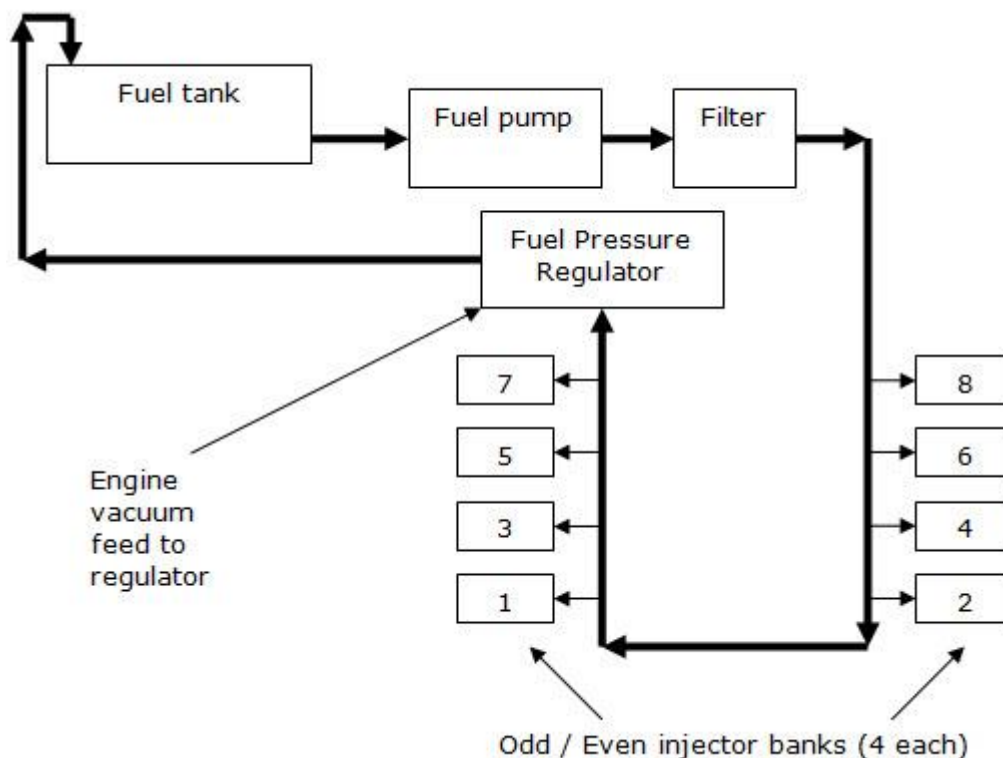 Fuel tank
Fuel pump
Filter
Fuel Pressure
Regulator
7
8
5
6
3
4
1
2
Engine
vacuum
feed to
regulator
Odd / Even injector banks (4 each)